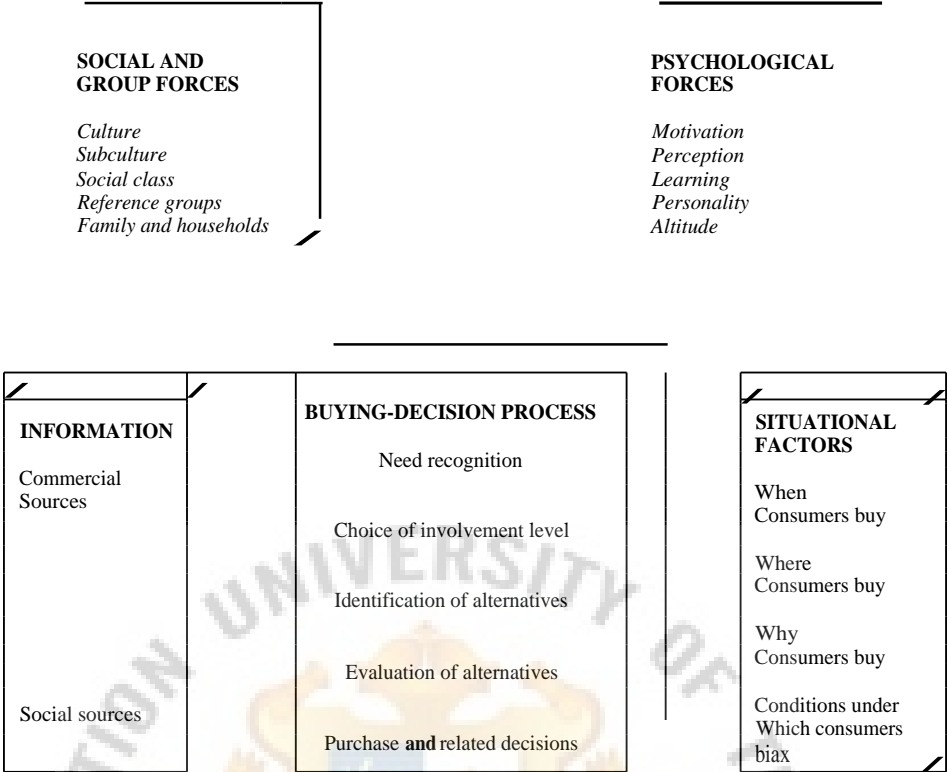 SOCIAL AND
GROUP FORCES
Culture
Subculture
Social class
Reference groups
Family and households
PSYCHOLOGICAL
FORCES
Motivation
Perception
Learning
Personality
Altitude
INFORMATION
Commercial
Sources
Social sources
BUYING-DECISION PROCESS
Need recognition
Choice of involvement level
Identification of alternatives
Evaluation of alternatives
Purchase and related decisions
SITUATIONAL
FACTORS
When
Consumers buy
Where
Consumers buy
Why
Consumers buy
Conditions under
Which consumers
biax
UNIVERSITY